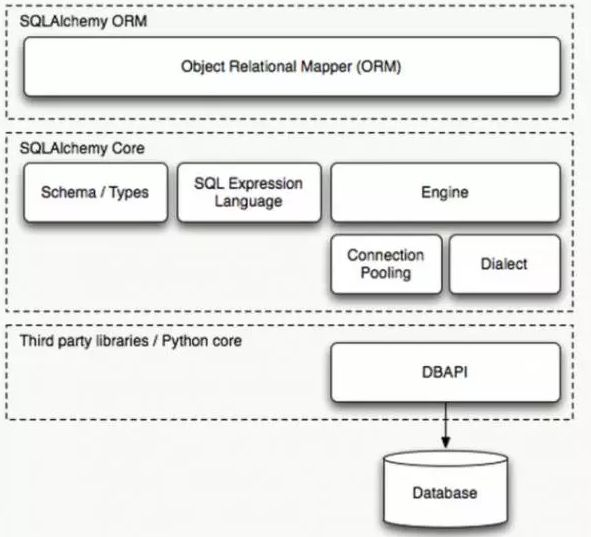 SQLAlchemy ORM
Object Relational Mapper (ORM)
SQLAlchemy Core
Schema / Types
SQL Expression
Language
Engine
Connection
Pooling
Dialect
Third party libraries / Python core
DBAPI
Database